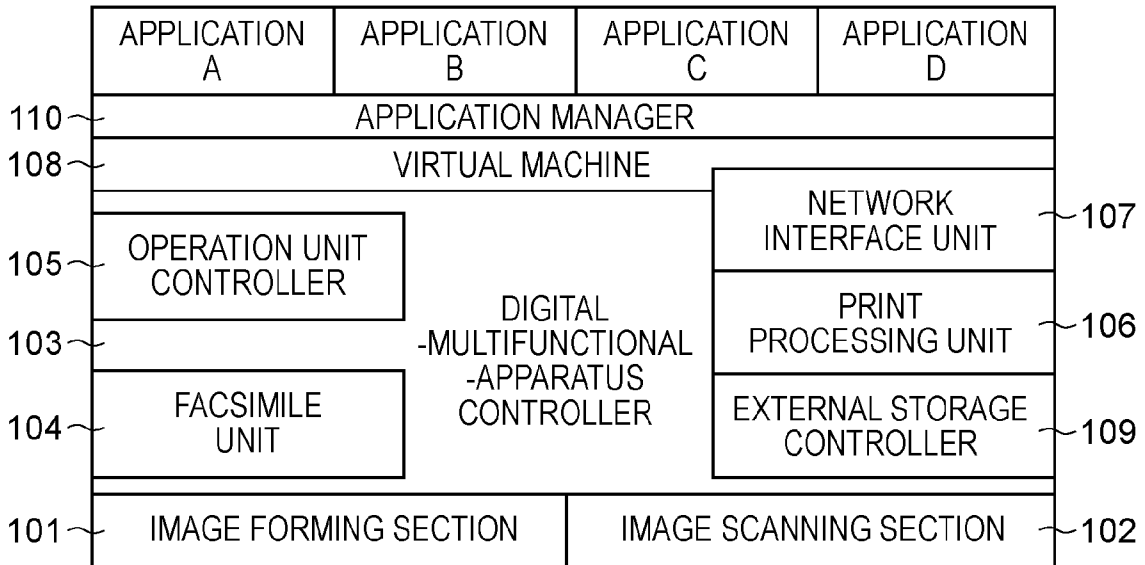 APPLICATION
A
APPLICATION
B
APPLICATION
C
APPLICATION
D
110
APPLICATION MANAGER
108
VIRTUAL MACHINE
NETWORK
INTERFACE UNIT
107
105
OPERATION UNIT
CONTROLLER
103
DIGITAL
-MULTIFUNCTIONAL
-APPARATUS
CONTROLLER
PRINT
PROCESSING UNIT
106
104
FACSIMILE
UNIT
EXTERNAL STORAGE
CONTROLLER
109
101
IMAGE FORMING SECTION
IMAGE SCANNING SECTION
102